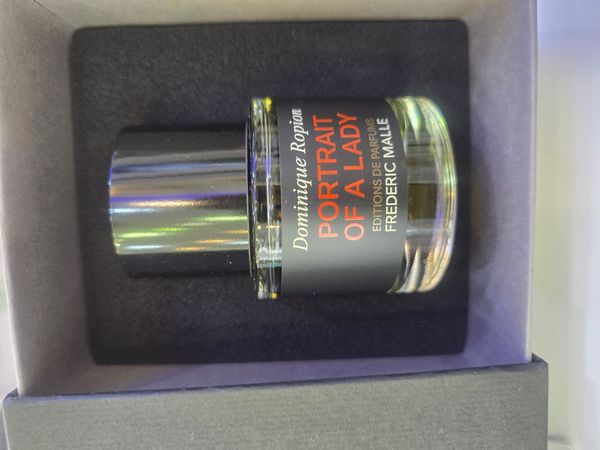 Dominique Ropion
PORTRAIT
OF A LADY
EDITIONS DE PARFUMS
FREDERIC MALLE